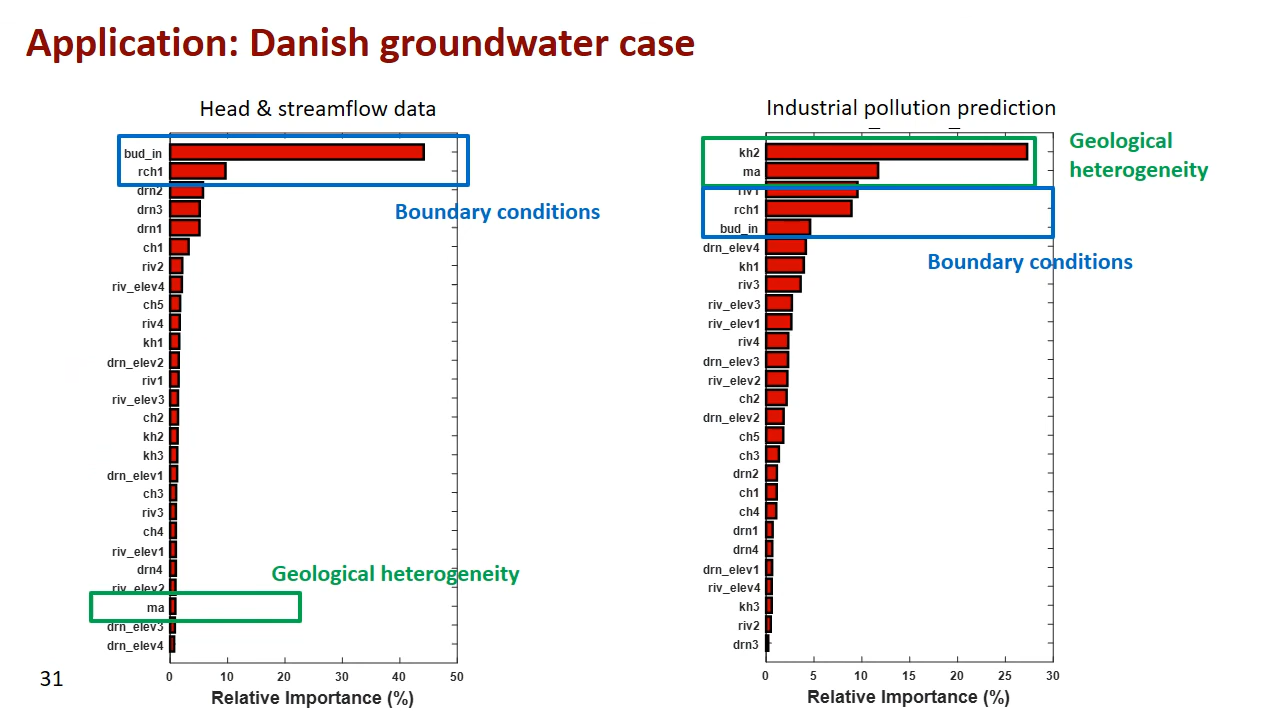 Application: Danish groundwater case
Head & streamflow data
bud_in
rch1
drn2
drn3
drn1
ch1
riv2
riv_elev4
ch5
riv4
kh1
drn_elev2
riv1
riv_elev3
ch2
kh2
kh3
drn_elev1
ch3
riv3
ch4
riv_elev1
drn4
riv_elev2
ma
drn_elev3
drn_elev4
Boundary conditions
Geological heterogeneity
0 10 20 30 40 50
Relative Importance (%)
Industrial pollution prediction
kh2
ma
riv1
rch1
bud_in
drn_elev4
kh1
riv3
riv_elev3
riv_elev1
riv4
drn_elev3
riv_elev2
ch2
drn_elev2
ch5
ch3
drn2
ch1
ch4
drn1
drn4
drn_elev1
riv_elev4
kh3
riv2
drn3
Geological
heterogeneity
Boundary conditions
0 5 10 15 20 25 30
Relative Importance (%)
31